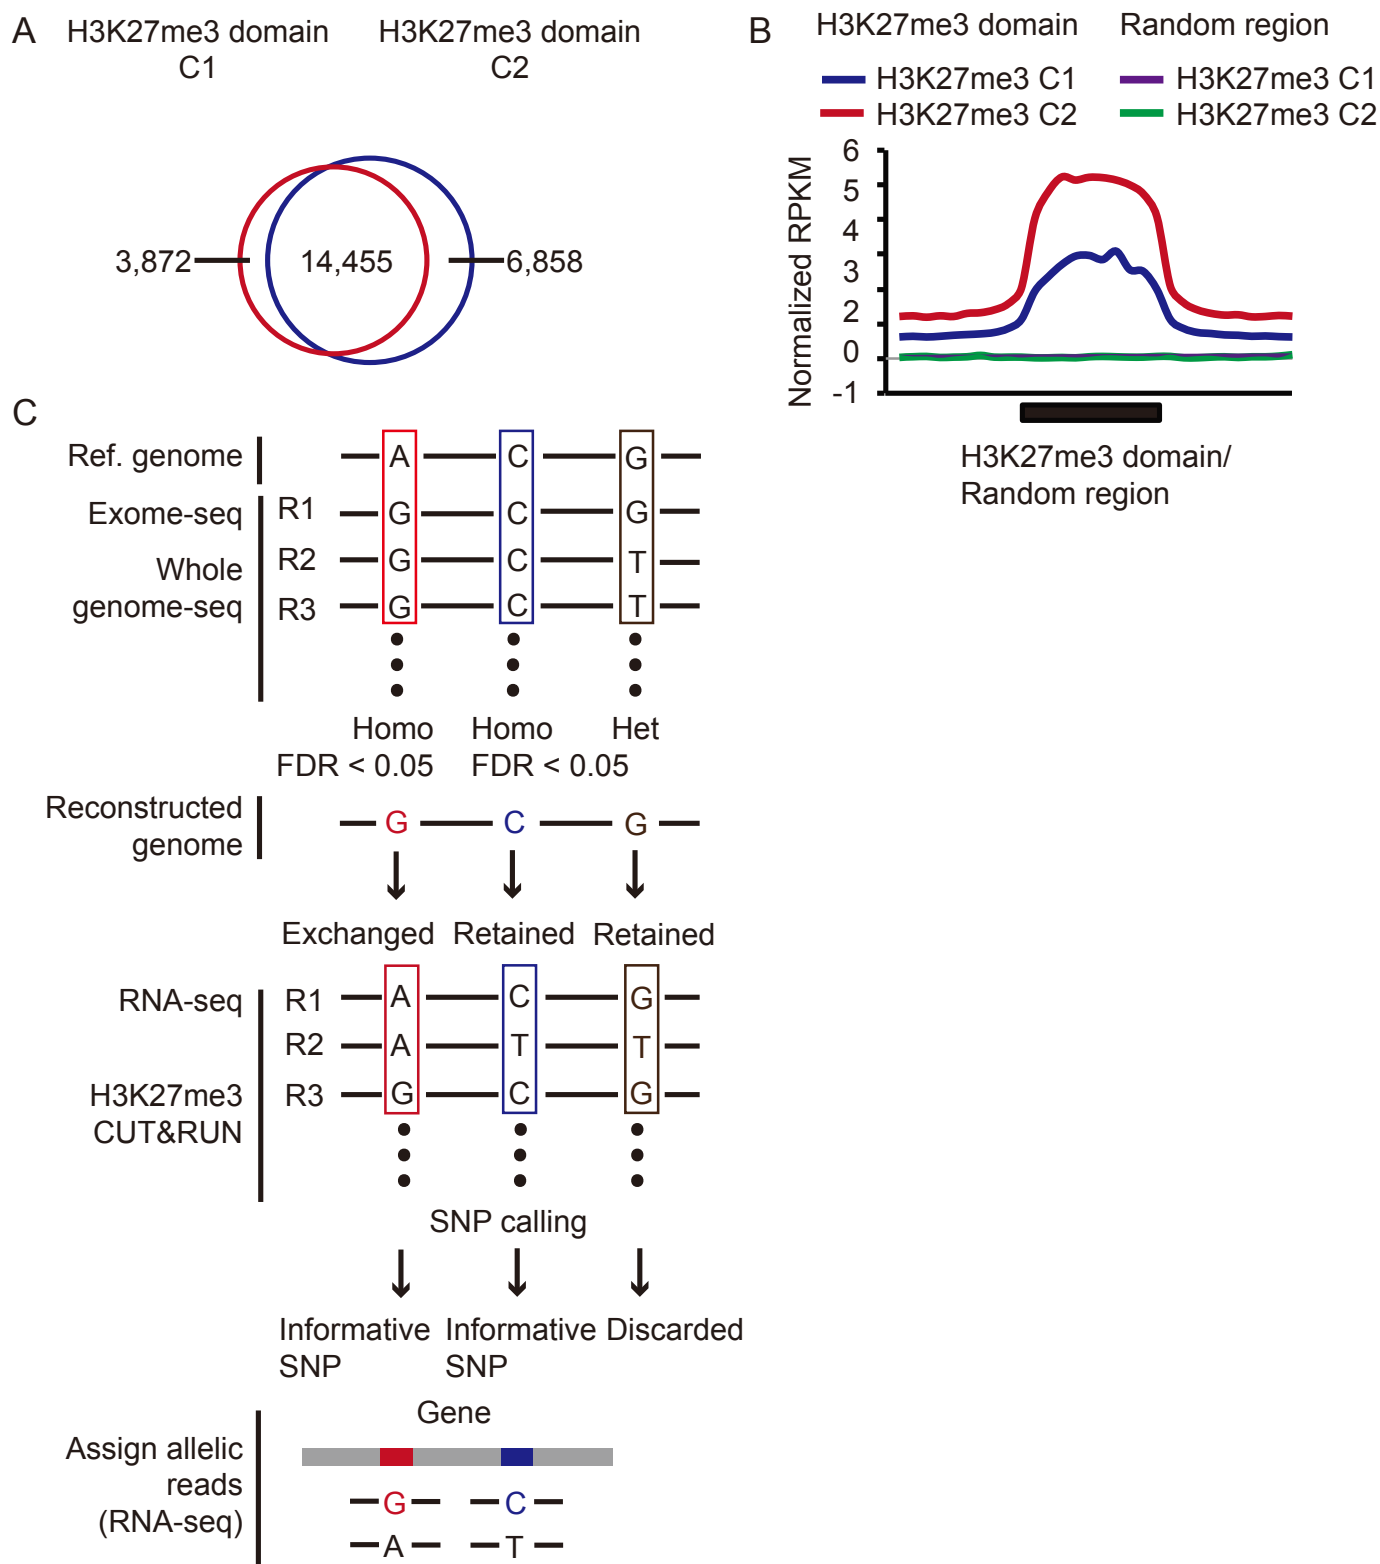 A
H3K27me3 domain
C1
H3K27me3 domain
C2
3,872
14,455
6,858
B
H3K27me3 domain
Random region
H3K27me3 C1
H3K27me3 C2
H3K27me3 C1
H3K27me3 C2
Normalized RPKM
6
5
4
3
2
0
-1
H3K27me3 domain/
Random region
C
Ref. genome
A C G
Exome-seq
Whole
genome-seq
R1 G C G
R2 G C T
R3 G C T
Homo
FDR < 0.05
Homo
FDR < 0.05
Het
Reconstructed
genome
G C G
Exchanged
Retained
Retained
RNA-seq
H3K27me3
CUT&RUN
R1 A C G
R2 A T T
R3 G C G
SNP calling
Informative
SNP
Informative
SNP
Discarded
Gene
Assign allelic
reads
(RNA-seq)
G C
A T